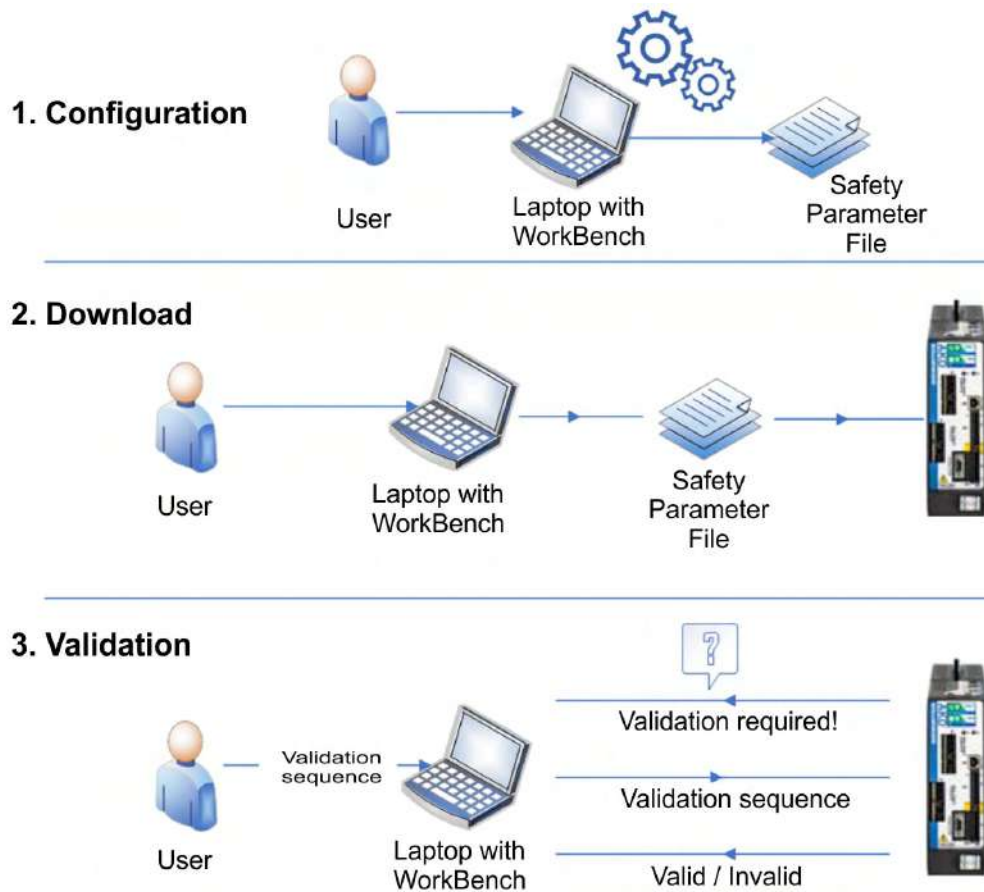 1. Configuration
User
Laptop with
WorkBench
Safety
Parameter
File
2. Download
User
Laptop with
WorkBench
Safety
Parameter
File
3. Validation
?
Validation required!
Validation
sequence
Validation sequence
User
Laptop with
WorkBench
Valid / Invalid